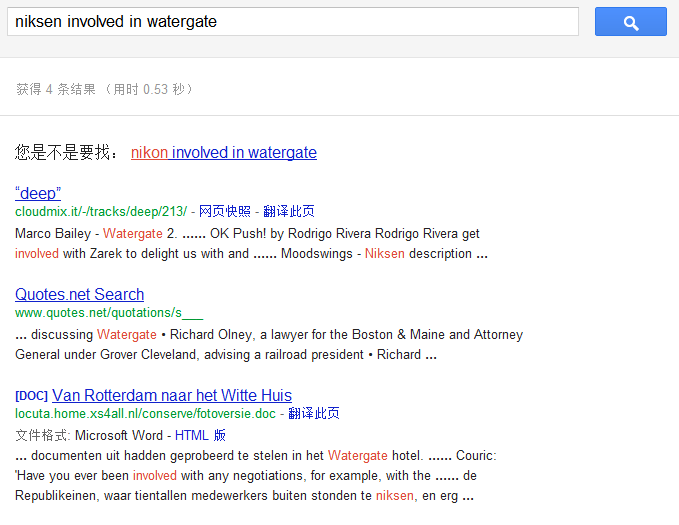 niksen involved in watergate
获得 4 条结果 （用时 0.53 秒）
您是不是要找： nikon involved in watergate
“deep”
cloudmix.it/-/tracks/deep/213/ - 网页快照 - 翻译此页
Marco Bailey - Watergate 2. ...... OK Push! by Rodrigo Rivera Rodrigo Rivera get
involved with Zarek to delight us with and ...... Moodswings - Niksen description ...
Quotes.net Search
www.quotes.net/quotations/s___
... discussing Watergate • Richard Olney, a lawyer for the Boston & Maine and Attorney
General under Grover Cleveland, advising a railroad president • Richard ...
[DOC] Van Rotterdam naar het Witte Huis
locuta.home.xs4all.nl/conserve/fotoversie.doc - 翻译此页
文件格式: Microsoft Word - HTML 版
... documenten uit hadden geprobeerd te stelen in het Watergate hotel. ...... Couric:
'Have you ever been involved with any negotiations, for example, with the ...... de
Republikeinen, waar tientallen medewerkers buiten stonden te niksen, en erg ...